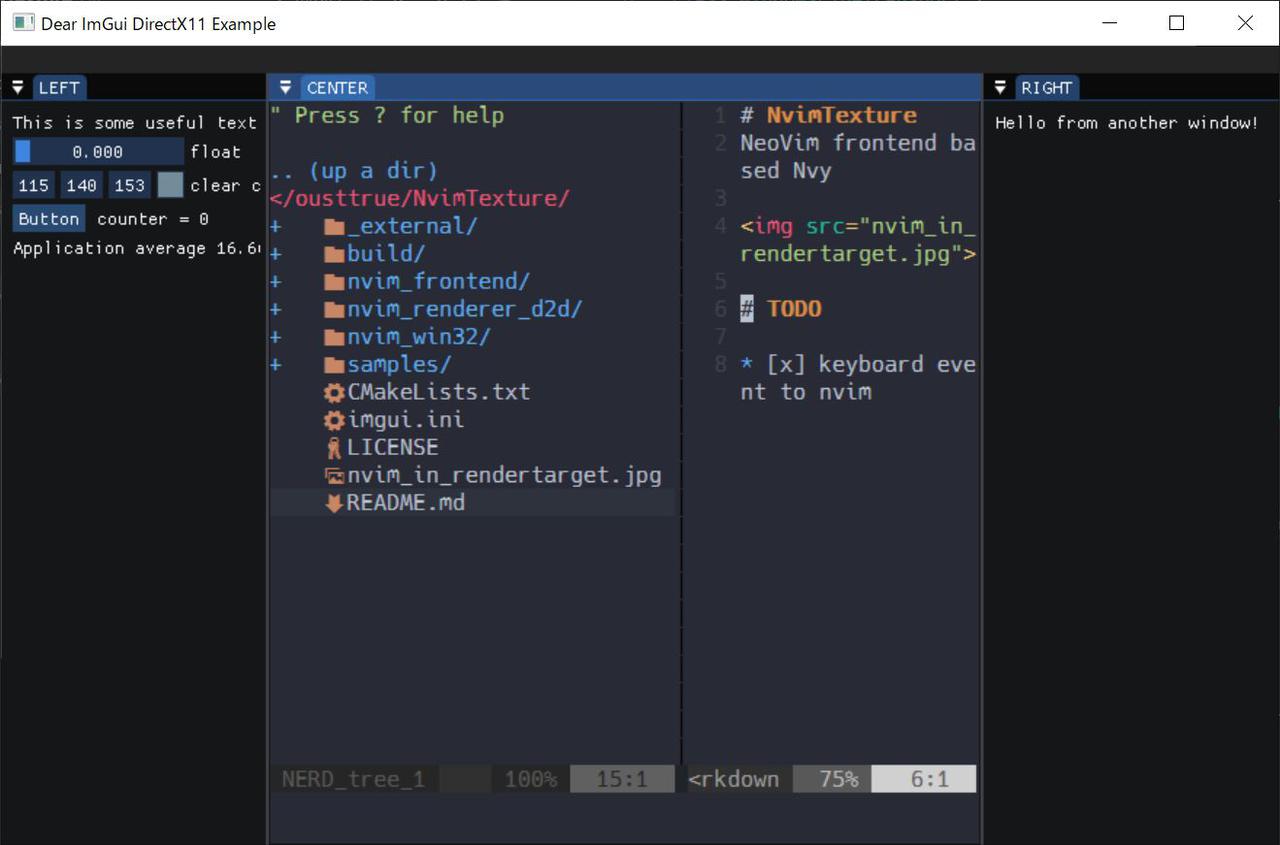 Dear ImGui DirectX11 Example
LEFT
This is some useful text
0.000 float
115 140 153 clear c
Button counter = 0
Application average 16.6
CENTER
" Press ? for help
.. (up a dir)
</ousttrue/NvimTexture/
+ _external/
+ build/
+ nvim_frontend/
+ nvim_renderer_d2d/
+ nvim_win32/
+ samples/
CMakeLists.txt
imgui.ini
LICENSE
nvim_in_rendertarget.jpg
README.md
NERD_tree_1 100% 15:1
1 # NvimTexture
2 NeoVim frontend ba
sed Nvy
3
4 <img src="nvim_in_
rendertarget.jpg">
5
6 # TODO
7
8 * [x] keyboard eve
nt to nvim
<rkdown 75% 6:1
RIGHT
Hello from another window!